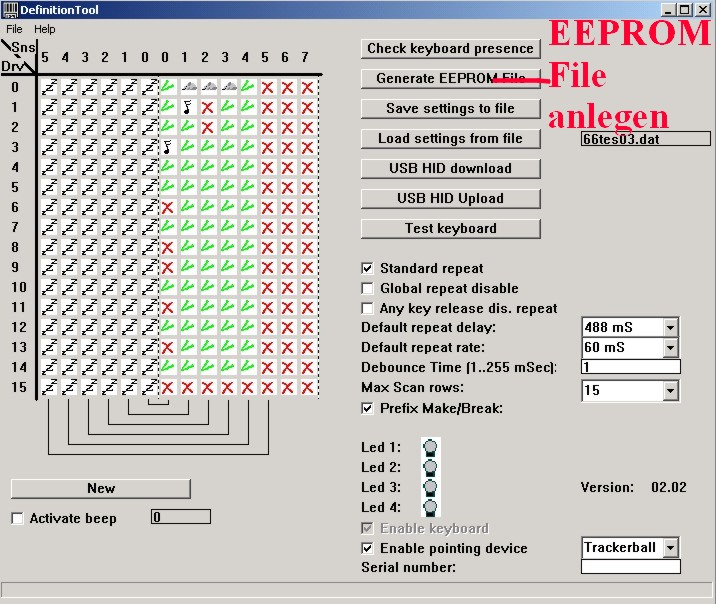 DefinitionTool
File Help
Sns
5 4 3 2 1 0 0 1 2 3 4 5 6 7
Drv
0
1
2
3
4
5
6
7
8
9
10
11
12
13
14
15
New
Activate beep 0
Check keyboard presence
Generate EEPROM File
Save settings to file
Load settings from file
66tes03.dat
USB HID download
USB HID Upload
Test keyboard
EEPROM
File
anlegen
Standard repeat
Global repeat disable
Any key release dis. repeat
Default repeat delay: 488 mS
Default repeat rate: 60 mS
Debounce Time (1..255 mSec): 1
Max Scan rows: 15
Prefix Make/Break:
Led 1:
Led 2:
Led 3:
Led 4:
Version: 02.02
Enable keyboard
Enable pointing device Trackerball
Serial number: